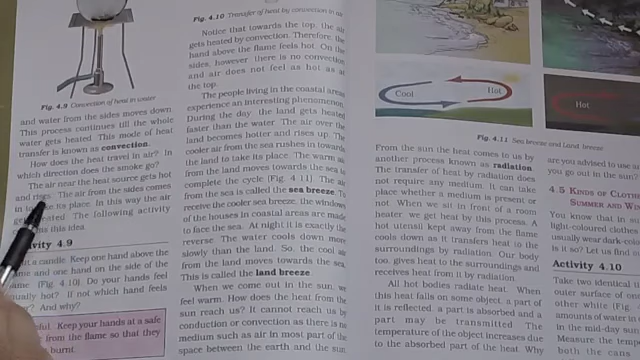 Fig. 4.9 Convection of heat in water
and water from the sides moves down.
This process continues till the whole
water gets heated. This mode of heat
transfer is known as convection.
How does the heat travel in air? In
which direction does the smoke go?
The air near the heat source gets hot
and rises. The air from the sides comes
in its place. In this way the air
gets heated. The following activity
this idea
4.9
a candle. Keep one hand above the
and one hand on the side of the
(Fig. 4.10). Do your hands feel
hot? If not which hand feels
And why?
Keep your hands at a safe
from the flame so that they
burnt.
Fig. 4.10 Transfer of heat by convection in air
Notice that towards the top, the air
gets heated by convection. Therefore, the
hand above the flame feels hot. On the
sides, however, there is no convection
and air does not feel as hot as at
the top.
The people living in the coastal areas
experience an interesting phenomenon.
During the day, the land gets heated
faster than the water. The air over the
land becomes hotter and rises up. The
cooler air from the sea rushes in towards
the land to take its place. The warm air
from the land moves towards the sea to
complete the cycle (Fig. 4.11). The air
from the sea is called the sea breeze. To
receive the cooler sea breeze, the windows
of the houses in coastal areas are made
to face the sea. At night it is exactly the
reverse. The water cools down more
slowly than the land. So, the cool air
from the land moves towards the sea.
This is called the land breeze.
When we come out in the sun, we
feel warm. How does the heat from the
sun reach us? It cannot reach us by
conduction or convection as there is no
medium such as air in most part of the
space between the earth and the sun.
Cool
Hot
Hot
Fig. 4.11 Sea breeze and Land breeze
From the sun the heat comes to us by
another process known as radiation.
The transfer of heat by radiation does
not require any medium. It can take
place whether a medium is present or
not. When we sit in front of a room
heater, we get heat by this process. A
hot utensil kept away from the flame
cools down as it transfers heat to the
surroundings by radiation. Our body
too, gives heat to the surroundings and
receives heat from it by radiation.
All hot bodies radiate heat. When
this heat falls on some object, a part of
it is reflected, a part is absorbed and a
part may be transmitted. The
temperature of the object increases due
to the absorbed part of the heat. Why
are you advised to use
you go out in the sun?
4.5 Kinds of Clothes
Summer and
You know that in
light-coloured clothes
usually wear dark-colou
is it so? Let us find ou
Activity 4.10
Take two identical
outer surface of one
other white (Fig. 4
amounts of water in
in the mid-day sun
Measure the temp
both the cans